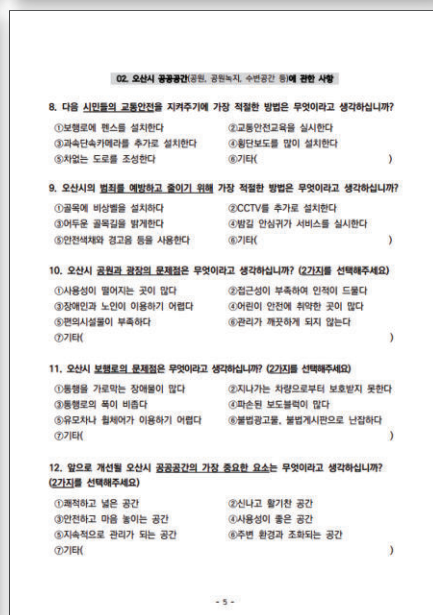 02. 오산시 공공공간(공원, 공원녹지, 수변공간 등)에 관한 사항
8. 다음 시민들의 교통안전을 지켜주기에 가장 적절한 방법은 무엇이라고 생각하십니까?
①보행로에 펜스를 설치한다 ②교통안전교육을 실시한다
③과속단속카메라를 추가로 설치한다 ④횡단보도를 많이 설치한다
⑤차없는 도로를 조성한다 ⑥기타( )
9. 오산시의 범죄를 예방하고 줄이기 위해 가장 적절한 방법은 무엇이라고 생각하십니까?
①골목에 비상벨을 설치하다 ②CCTV를 추가로 설치한다
③어두운 골목길을 밝게한다 ④밤길 안심귀가 서비스를 실시한다
⑤안전색채와 경고음 등을 사용한다 ⑥기타( )
10. 오산시 공원과 광장의 문제점은 무엇이라고 생각하십니까? (2가지를 선택해주세요)
①사용성이 떨어지는 곳이 많다 ②접근성이 부족하여 인적이 드물다
③장애인과 노인이 이용하기 어렵다 ④어린이 안전에 취약한 곳이 많다
⑤편의시설물이 부족하다 ⑥관리가 깨끗하게 되지 않는다
⑦기타( )
11. 오산시 보행로의 문제점은 무엇이라고 생각하십니까? (2가지를 선택해주세요)
①통행을 가로막는 장애물이 많다 ②지나가는 차량으로부터 보호받지 못한다
③통행로의 폭이 비좁다 ④파손된 보도블럭이 많다
⑤유모차나 휠체어가 이용하기 어렵다 ⑥불법광고물, 불법게시판으로 난잡하다
⑦기타( )
12. 앞으로 개선될 오산시 공공공간의 가장 중요한 요소는 무엇이라고 생각하십니까?
(2가지를 선택해주세요)
①쾌적하고 넓은 공간 ②신나고 활기찬 공간
③안전하고 마음 놓이는 공간 ④사용성이 좋은 공간
⑤지속적으로 관리가 되는 공간 ⑥주변 환경과 조화되는 공간
⑦기타( )
- 5 -